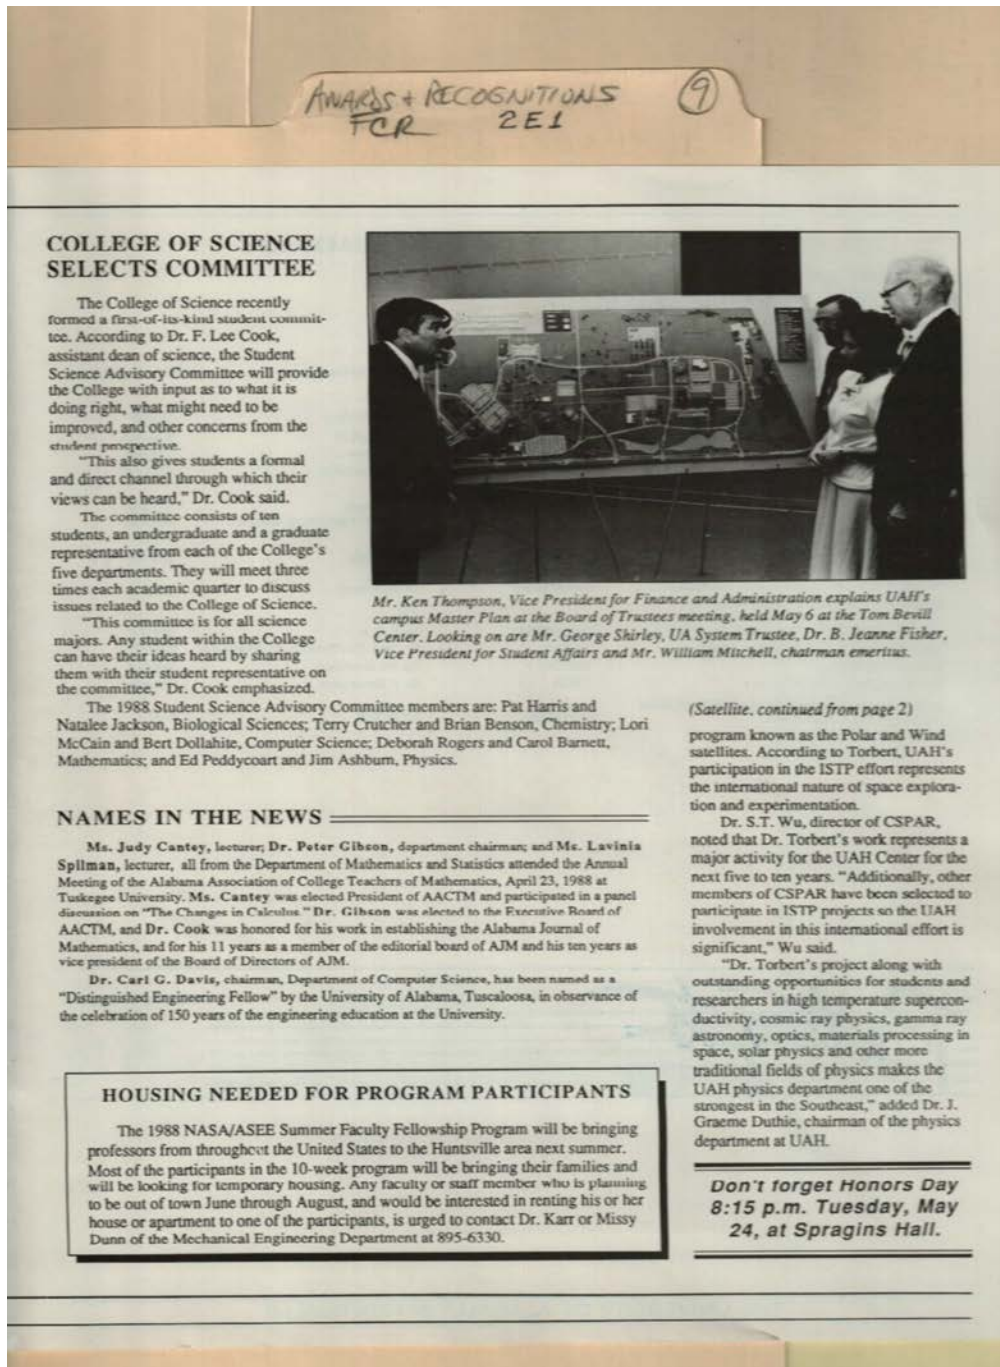 AWARDS + RECOGNITIONS
FCR 2E1
9
COLLEGE OF SCIENCE
SELECTS COMMITTEE
The College of Science recently
formed a first-of-its-kind student commit-
tee. According to Dr. F. Lee Cook,
assistant dean of science, the Student
Science Advisory Committee will provide
the College with input as to what it is
doing right, what might need to be
improved, and other concerns from the
student prospective.
"This also gives students a formal
and direct channel through which their
views can be heard," Dr. Cook said.
The committee consists of ten
students, an undergraduate and a graduate
representative from each of the College's
five departments. They will meet three
times each academic quarter to discuss
issues related to the College of Science.
"This committee is for all science
majors. Any student within the College
can have their ideas heard by sharing
them with their student representative on
the committee," Dr. Cook emphasized.
The 1988 Student Science Advisory Committee members are: Pat Harris and
Natalee Jackson, Biological Sciences; Terry Crutcher and Brian Benson, Chemistry; Lori
McCain and Bert Dollahite, Computer Science; Deborah Rogers and Carol Barnett,
Mathematics; and Ed Peddycoart and Jim Ashburn, Physics.
Mr. Ken Thompson, Vice President for Finance and Administration explains UAH's
campus Master Plan at the Board of Trustees meeting, held May 6 at the Tom Bevill
Center. Looking on are Mr. George Shirley, UA System Trustee, Dr. B. Jeanne Fisher,
Vice President for Student Affairs and Mr. William Mitchell, chairman emeritus.
NAMES IN THE NEWS
Ms. Judy Cantey, lecturer; Dr. Peter Gibson, department chairman; and Ms. Lavinia
Spilman, lecturer, all from the Department of Mathematics and Statistics attended the Annual
Meeting of the Alabama Association of College Teachers of Mathematics, April 23, 1988 at
Tuskegee University. Ms. Cantey was elected President of AACTM and participated in a panel
discussion on "The Changes in Calculus." Dr. Gibson was elected to the Executive Board of
AACTM, and Dr. Cook was honored for his work in establishing the Alabama Journal of
Mathematics, and for his 11 years as a member of the editorial board of AJM and his ten years as
vice president of the Board of Directors of AJM.
Dr. Carl G. Davis, chairman, Department of Computer Science, has been named as a
"Distinguished Engineering Fellow" by the University of Alabama, Tuscaloosa, in observance of
the celebration of 150 years of the engineering education at the University.
HOUSING NEEDED FOR PROGRAM PARTICIPANTS
The 1988 NASA/ASEE Summer Faculty Fellowship Program will be bringing
professors from throughout the United States to the Huntsville area next summer.
Most of the participants in the 10-week program will be bringing their families and
will be looking for temporary housing. Any faculty or staff member who is planning
to be out of town June through August, and would be interested in renting his or her
house or apartment to one of the participants, is urged to contact Dr. Karr or Missy
Dunn of the Mechanical Engineering Department at 895-6330.
(Satellite, continued from page 2)
program known as the Polar and Wind
satellites. According to Torbert, UAH's
participation in the ISTP effort represents
the international nature of space explora-
tion and experimentation.
Dr. S.T. Wu, director of CSPAR,
noted that Dr. Torbert's work represents a
major activity for the UAH Center for the
next five to ten years. "Additionally, other
members of CSPAR have been selected to
participate in ISTP projects so the UAH
involvement in this international effort is
significant," Wu said.
"Dr. Torbert's project along with
outstanding opportunities for students and
researchers in high temperature supercon-
ductivity, cosmic ray physics, gamma ray
astronomy, optics, materials processing in
space, solar physics and other more
traditional fields of physics makes the
UAH physics department one of the
strongest in the Southeast," added Dr. J.
Graeme Duthie, chairman of the physics
department at UAH.
Don't forget Honors Day
8:15 p.m. Tuesday, May
24, at Spragins Hall.